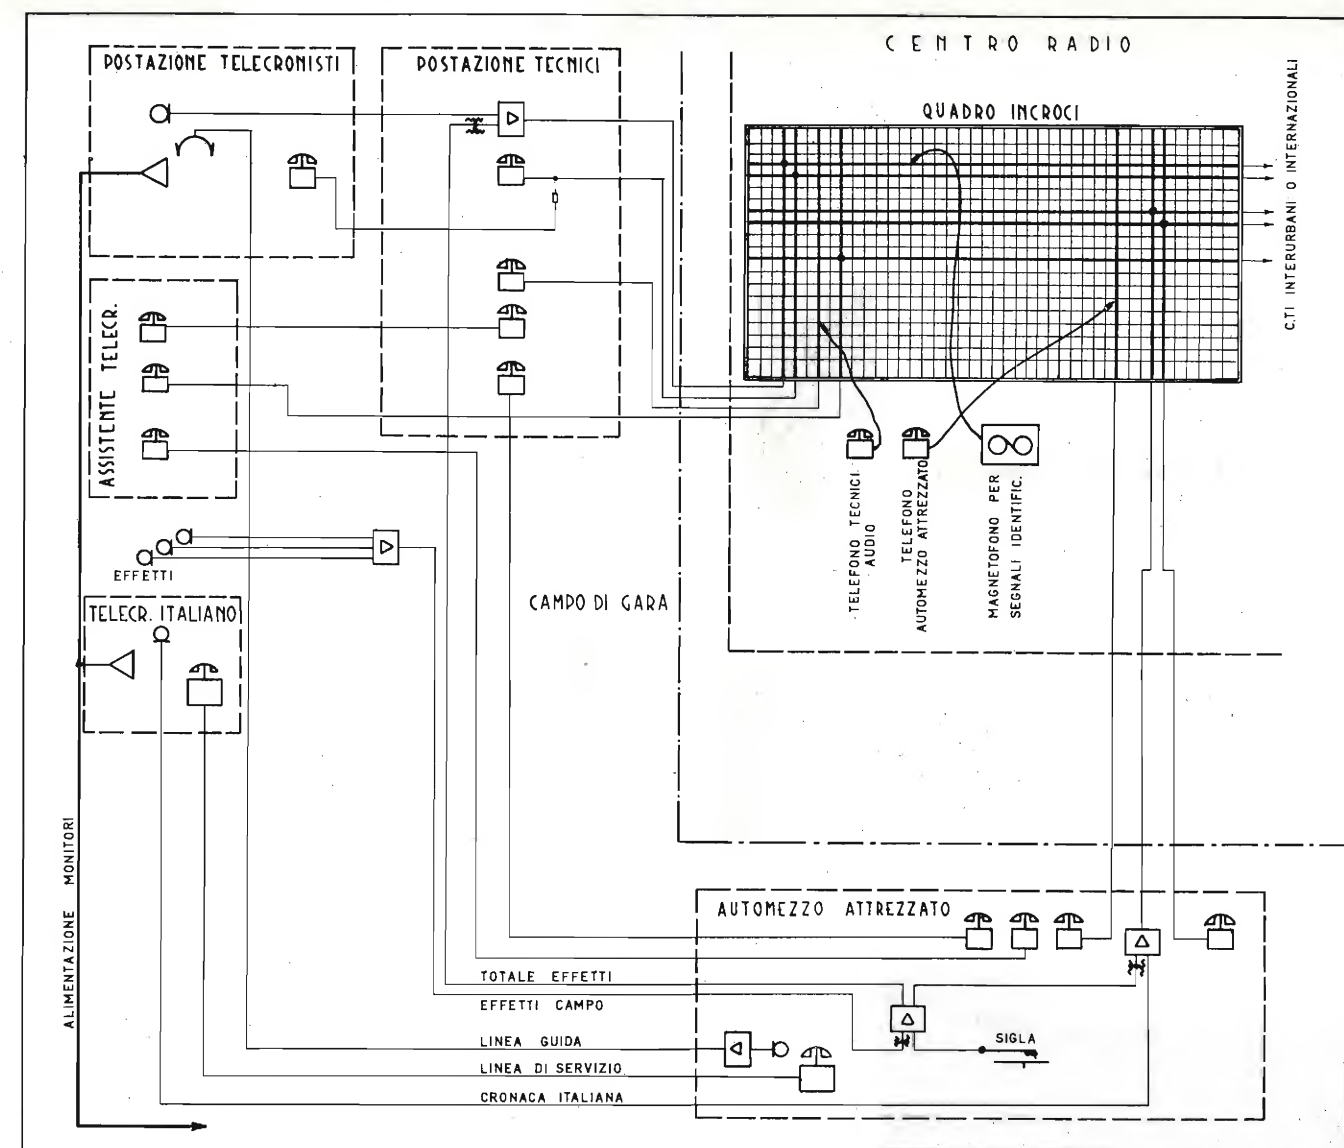 CENTRO RADIO
POSTAZIONE TELECRONISTI
POSTAZIONE TECNICI
QUADRO INCROCI
C.TI INTERURBANI O INTERNAZIONALI
ASSISTENTE TELECR.
TELEFONO TECNICI
AUDIO
TELEFONO
AUTOMEZZO ATTREZZATO
MAGNETOFONO PER
SEGNALI IDENTIFIC.
EFFETTI
TELECR. ITALIANO
CAMPO DI GARA
ALIMENTAZIONE MONITORI
AUTOMEZZO ATTREZZATO
TOTALE EFFETTI
EFFETTI CAMPO
LINEA GUIDA
SIGLA
LINEA DI SERVIZIO
CRONACA ITALIANA